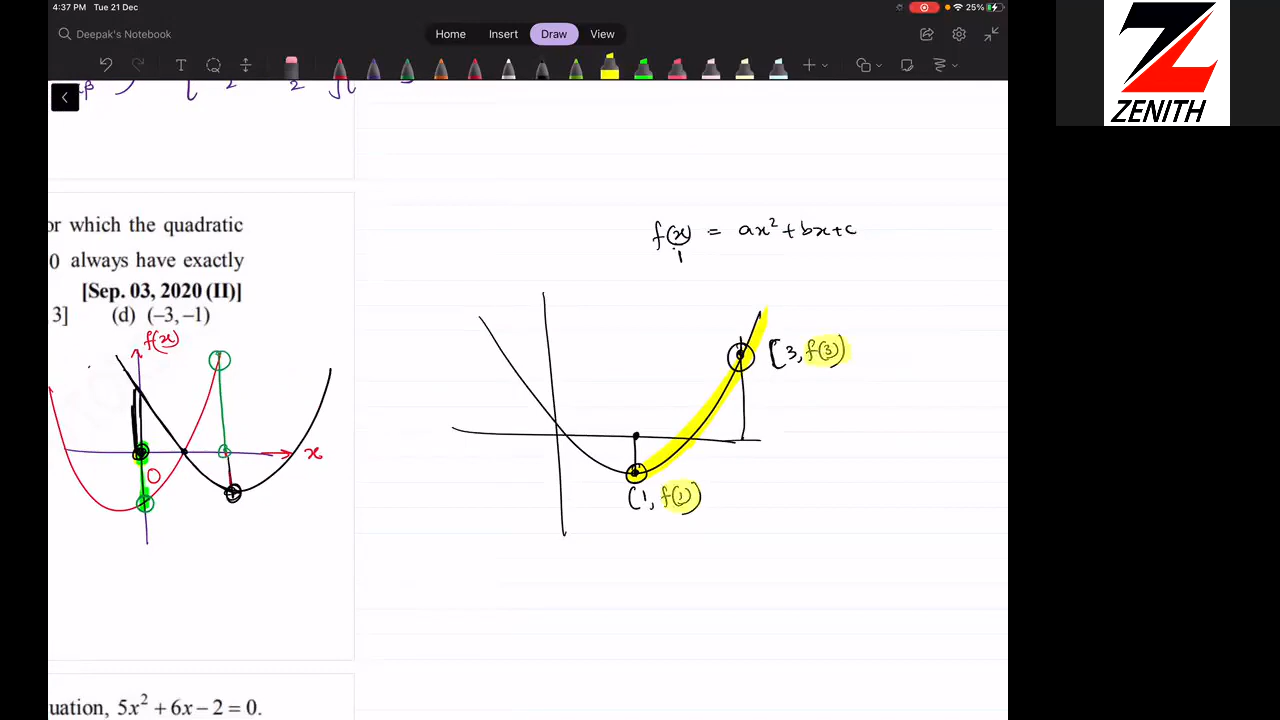 4:37 PM Tue 21 Dec
25%
Deepak's Notebook
Home Insert Draw View
ZENITH
or which the quadratic
0 always have exactly
[Sep. 03, 2020 (II)]
3] (d) (–3, –1)
f(x)
x
O
f(x) = ax² + bx + c
1
[3, f(3)]
(1, f(1))
uation, 5x² + 6x – 2 = 0.